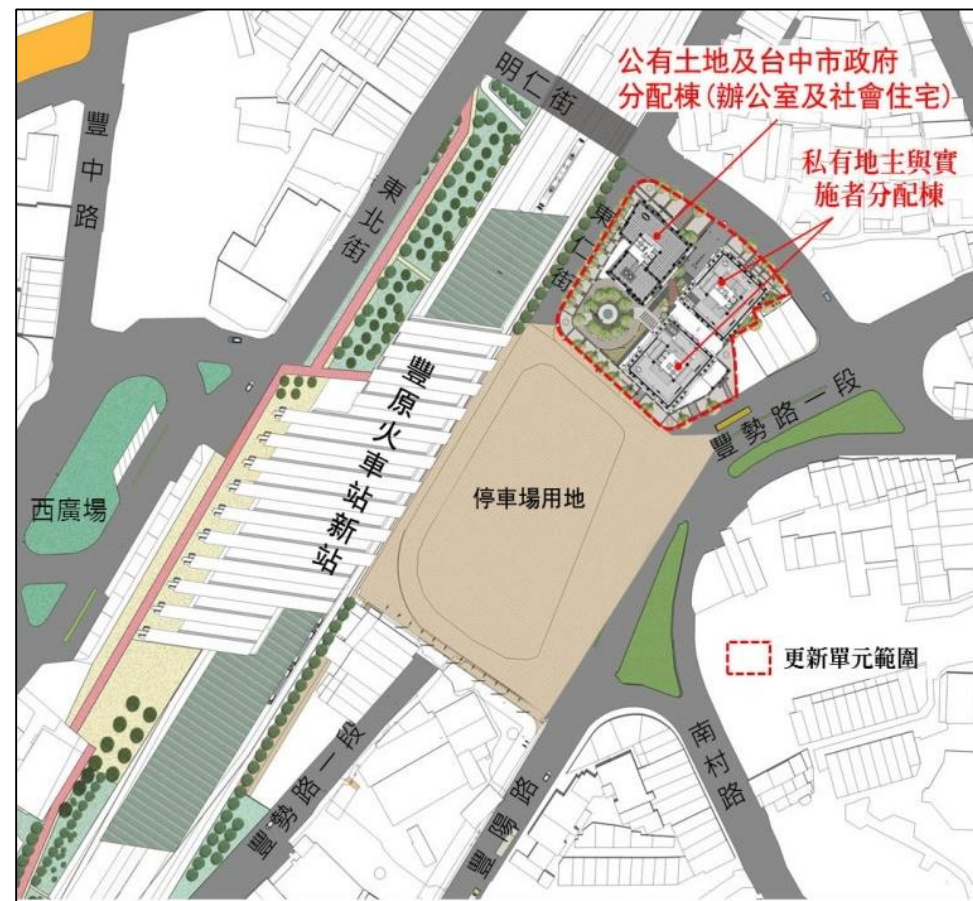 明仁街
公有土地及台中市政府
分配棟(辦公室及社會住宅)
私有地主與實
施者分配棟
豐中路
東北街
東仁街
豐原火車站新站
豐勢路一段
西廣場
停車場用地
更新單元範圍
南村路
豐勢路一段
豐陽路